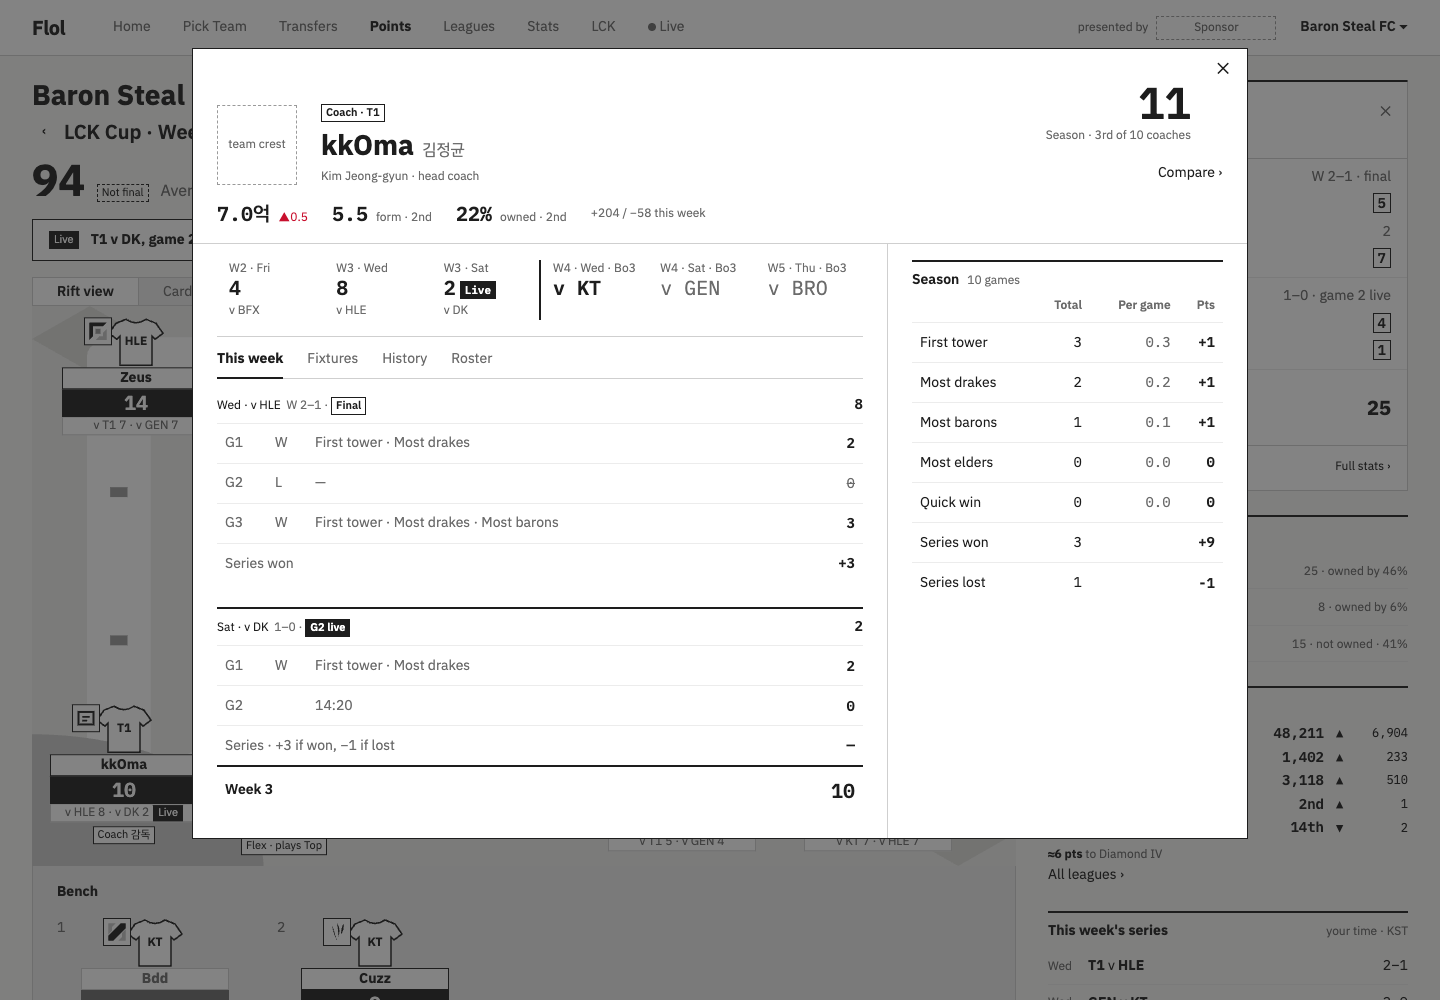 Flol
Home Pick Team Transfers Points Leagues Stats LCK Live
presented by Sponsor Baron Steal FC
Baron Steal
‹ LCK Cup · Wee
94 Not final Aver
Live T1 v DK, game 2
Rift view Card
HLE
Zeus
14
v T1 7 · v GEN 7
T1
kkOma
10
v HLE 8 · v DK 2 Live
Coach 감독
Flex · plays Top
v T1 5 · v GEN 4
v KT 7 · v HLE 7
Bench
1
KT
Bdd
2
KT
Cuzz
team crest
Coach · T1
kkOma 김정균
Kim Jeong-gyun · head coach
11
Season · 3rd of 10 coaches
Compare ›
7.0억 ▲0.5 5.5 form · 2nd 22% owned · 2nd +204 / −58 this week
W2 · Fri
4
v BFX
W3 · Wed
8
v HLE
W3 · Sat
2 Live
v DK
W4 · Wed · Bo3
v KT
W4 · Sat · Bo3
v GEN
W5 · Thu · Bo3
v BRO
This week Fixtures History Roster
Wed · v HLE W 2–1 · Final 8
G1 W First tower · Most drakes 2
G2 L — 0
G3 W First tower · Most drakes · Most barons 3
Series won +3
Sat · v DK 1–0 · G2 live 2
G1 W First tower · Most drakes 2
G2 14:20 0
Series · +3 if won, −1 if lost –
Week 3 10
Season 10 games
Total Per game Pts
First tower 3 0.3 +1
Most drakes 2 0.2 +1
Most barons 1 0.1 +1
Most elders 0 0.0 0
Quick win 0 0.0 0
Series won 3 +9
Series lost 1 -1
W 2–1 · final
5
2
7
1–0 · game 2 live
4
1
25
Full stats ›
25 · owned by 46%
8 · owned by 6%
15 · not owned · 41%
48,211 ▲ 6,904
1,402 ▲ 233
3,118 ▲ 510
2nd ▲ 1
14th ▼ 2
≈6 pts to Diamond IV
All leagues ›
This week's series your time · KST
Wed T1 v HLE 2–1